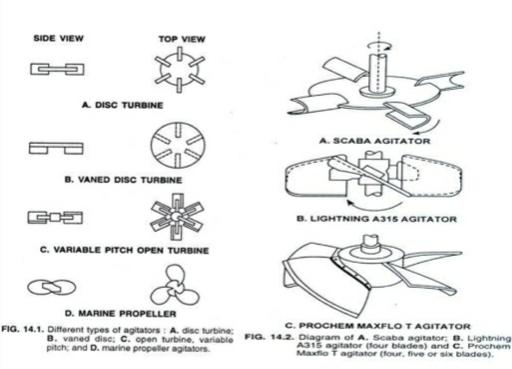 SIDE VIEW
TOP VIEW
A. DISC TURBINE
B. VANED DISC TURBINE
C. VARIABLE PITCH OPEN TURBINE
D. MARINE PROPELLER
FIG. 14.1. Different types of agitators : A. disc turbine;
B. vaned disc; C. open turbine, variable
pitch; and D. marine propeller agitators.
A. SCABA AGITATOR
B. LIGHTNING A315 AGITATOR
C. PROCHEM MAXFLO T AGITATOR
FIG. 14.2. Diagram of A. Scaba agitator; B. Lightning
A315 agitator (four blades) and C. Prochem
Maxflo T agitator (four, five or six blades).